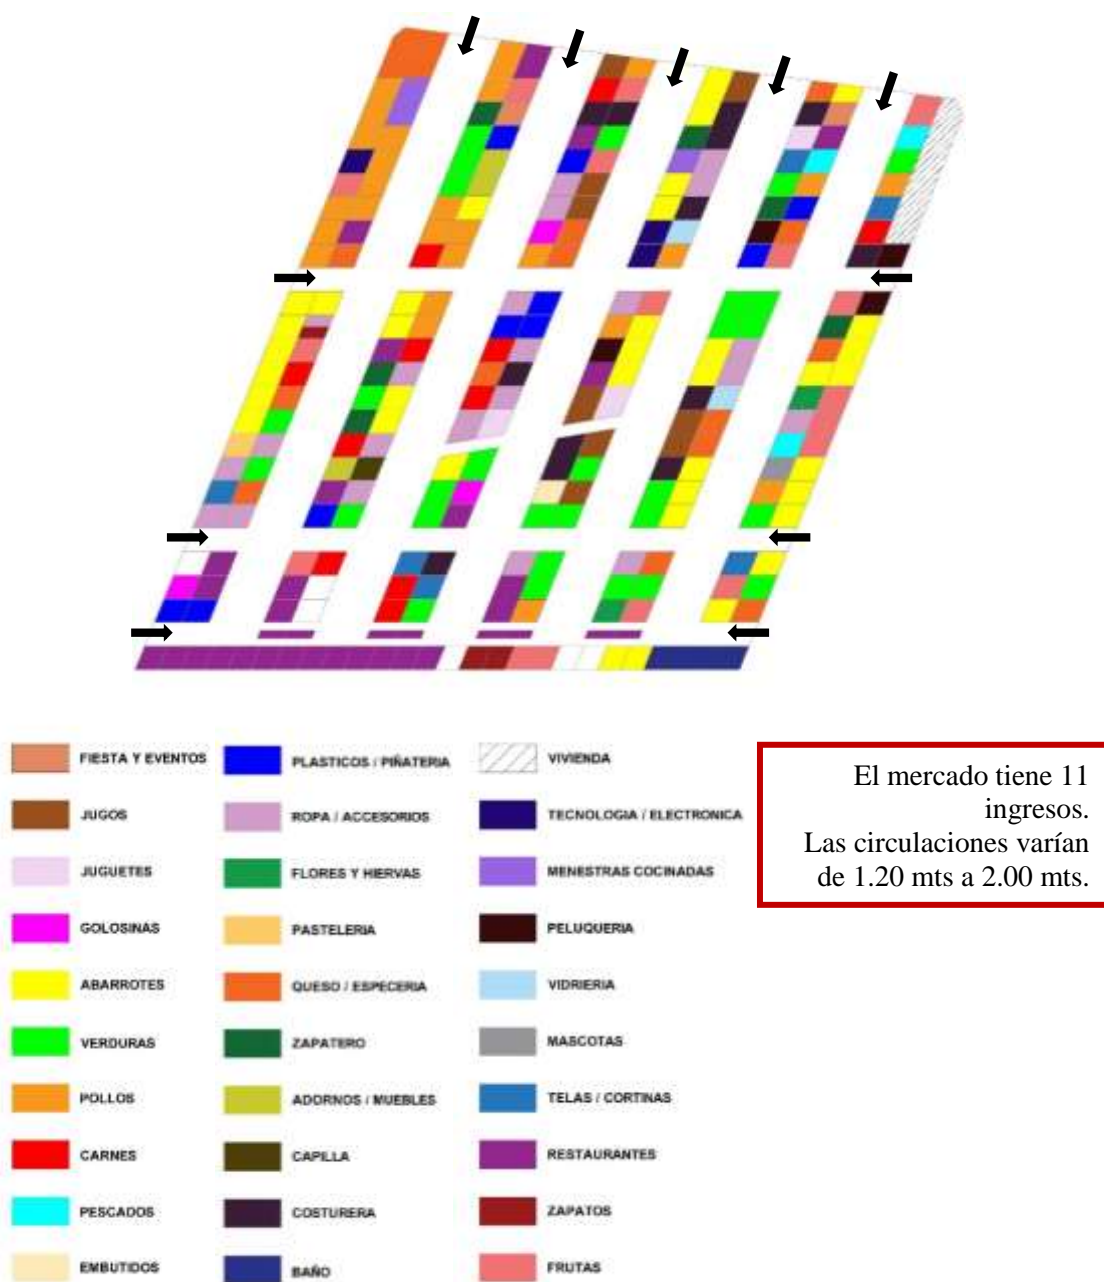 FIESTA Y EVENTOS
JUGOS
JUGUETES
GOLOSINAS
ABARROTES
VERDURAS
POLLOS
CARNES
PESCADOS
EMBUTIDOS
PLASTICOS / PIÑATERIA
ROPA / ACCESORIOS
FLORES Y HIERVAS
PASTELERIA
QUESO / ESPECERIA
ZAPATERO
ADORNOS / MUEBLES
CAPILLA
COSTURERA
BAÑO
VIVIENDA
TECNOLOGIA / ELECTRONICA
MENESTRAS COCINADAS
PELUQUERIA
VIDRIERIA
MASCOTAS
TELAS / CORTINAS
RESTAURANTES
ZAPATOS
FRUTAS
El mercado tiene 11
ingresos.
Las circulaciones varían
de 1.20 mts a 2.00 mts.